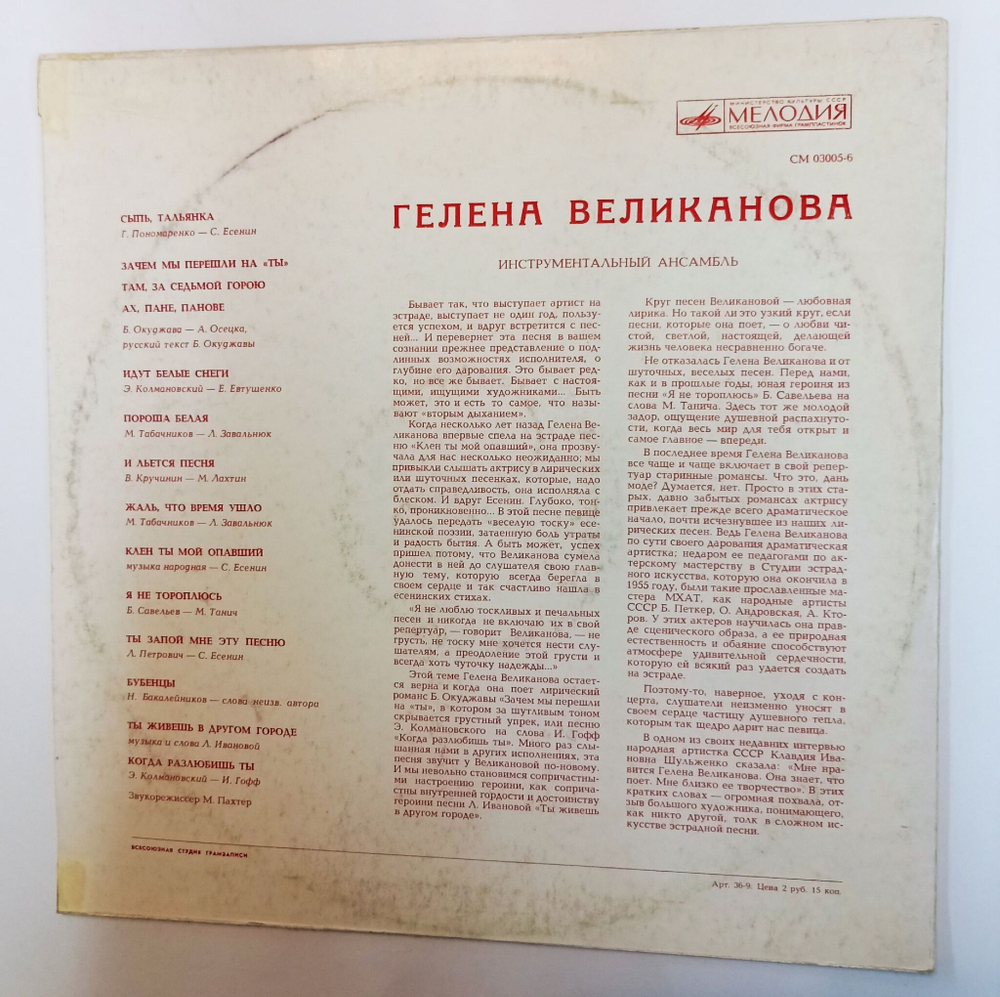 МИНИСТЕРСТВО КУЛЬТУРЫ СССР
МЕЛОДИЯ
ВСЕСОЮЗНАЯ ФИРМА ГРАМПЛАСТИНОК
СМ 03005-6
ГЕЛЕНА ВЕЛИКАНОВА
ИНСТРУМЕНТАЛЬНЫЙ АНСАМБЛЬ
СЫПЬ, ТАЛЬЯНКА
Г. Пономаренко — С. Есенин
ЗАЧЕМ МЫ ПЕРЕШЛИ НА «ТЫ»
ТАМ, ЗА СЕДЬМОЙ ГОРОЮ
АХ, ПАНЕ, ПАНОВЕ
Б. Окуджава — А. Осецка,
русский текст Б. Окуджавы
ИДУТ БЕЛЫЕ СНЕГИ
Э. Колмановский — Е. Евтушенко
ПОРОША БЕЛАЯ
М. Табачников — Л. Завальнюк
И ЛЬЕТСЯ ПЕСНЯ
В. Кручинин — М. Лахтин
ЖАЛЬ, ЧТО ВРЕМЯ УШЛО
М. Табачников — Л. Завальнюк
КЛЕН ТЫ МОЙ ОПАВШИЙ
музыка народная — С. Есенин
Я НЕ ТОРОПЛЮСЬ
Б. Савельев — М. Танич
ТЫ ЗАПОЙ МНЕ ЭТУ ПЕСНЮ
Л. Петрович — С. Есенин
БУБЕНЦЫ
Н. Бакалейников — слова неизв. автора
ТЫ ЖИВЕШЬ В ДРУГОМ ГОРОДЕ
музыка и слова Л. Ивановой
КОГДА РАЗЛЮБИШЬ ТЫ
Э. Колмановский — И. Гофф
Звукорежиссер М. Пахтер
Бывает так, что выступает артист на
эстраде, выступает не один год, пользу-
ется успехом, и вдруг встретится с пес-
ней... И перевернет эта песня в вашем
сознании прежнее представление о под-
линных возможностях исполнителя, о
глубине его дарования. Это бывает ред-
ко, но все же бывает. Бывает с настоя-
щими, ищущими художниками... Быть
может, это и есть то самое, что назы-
вают «вторым дыханием».
Когда несколько лет назад Гелена Ве-
ликанова впервые спела на эстраде пес-
ню «Клен ты мой опавший», она прозву-
чала для нас несколько неожиданно; мы
привыкли слышать актрису в лирических
или шуточных песенках, которые, надо
отдать справедливость, она исполняла с
блеском. И вдруг Есенин. Глубоко, тон-
ко, проникновенно... В этой песне певице
удалось передать «веселую тоску» есе-
нинской поэзии, затаенную боль утраты
и радость бытия. А быть может, успех
пришел потому, что Великанова сумела
донести в ней до слушателя свою глав-
ную тему, которую всегда берегла в
своем сердце и так счастливо нашла в
есенинских стихах.
«Я не люблю тоскливых и печальных
песен и никогда не включаю их в свой
репертуар, — говорит Великанова, — не
грусть, не тоску мне хочется нести слу-
шателям, а преодоление этой грусти и
всегда хоть чуточку надежды...»
Этой теме Гелена Великанова остает-
ся верна и когда она поет лирический
романс Б. Окуджавы «Зачем мы перешли
на «ты», в котором за шутливым тоном
скрывается грустный упрек, или песню
Э. Колмановского на слова И. Гофф
«Когда разлюбишь ты». Много раз слы-
шанная нами в других исполнениях, эта
песня звучит у Великановой по-новому.
И мы невольно становимся сопричастны-
ми настроению героини, как соприча-
стны внутренней гордости и достоинству
героини песни Л. Ивановой «Ты живешь
в другом городе».
Круг песен Великановой — любовная
лирика. Но такой ли это узкий круг, если
песни, которые она поет, — о любви чи-
стой, светлой, настоящей, делающей
жизнь человека несравненно богаче.
Не отказалась Гелена Великанова и от
шуточных, веселых песен. Перед нами,
как и в прошлые годы, юная героиня из
песни «Я не тороплюсь» Б. Савельева на
слова М. Танича. Здесь тот же молодой
задор, ощущение душевной распахнуто-
сти, когда весь мир для тебя открыт и
самое главное — впереди.
В последнее время Гелена Великанова
все чаще и чаще включает в свой репер-
туар старинные романсы. Что это, дань
моде? Думается, нет. Просто в этих ста-
рых, давно забытых романсах актрису
привлекает прежде всего драматическое
начало, почти исчезнувшее из наших ли-
рических песен. Ведь Гелена Великанова
по сути своего дарования драматическая
артистка; недаром ее педагогами по ак-
терскому мастерству в Студии эстрад-
ного искусства, которую она окончила в
1955 году, были такие прославленные ма-
стера МХАТ, как народные артисты
СССР Б. Петкер, О. Андровская, А. Кто-
ров. У этих актеров научилась она прав-
де сценического образа, а ее природная
естественность и обаяние способствуют
атмосфере удивительной сердечности,
которую ей всякий раз удается создать
на эстраде.
Поэтому-то, наверное, уходя с кон-
церта, слушатели неизменно уносят в
своем сердце частицу душевного тепла,
которым так щедро дарит нас певица.
В одном из своих недавних интервью
народная артистка СССР Клавдия Ива-
новна Шульженко сказала: «Мне нра-
вится Гелена Великанова. Она знает, что
поет. Мне близко ее творчество». В этих
кратких словах — огромная похвала, от-
зыв большого художника, понимающего,
как никто другой, толк в сложном ис-
кусстве эстрадной песни.
ВСЕСОЮЗНАЯ СТУДИЯ ГРАМЗАПИСИ
Арт. 36-9. Цена 2 руб. 15 коп.